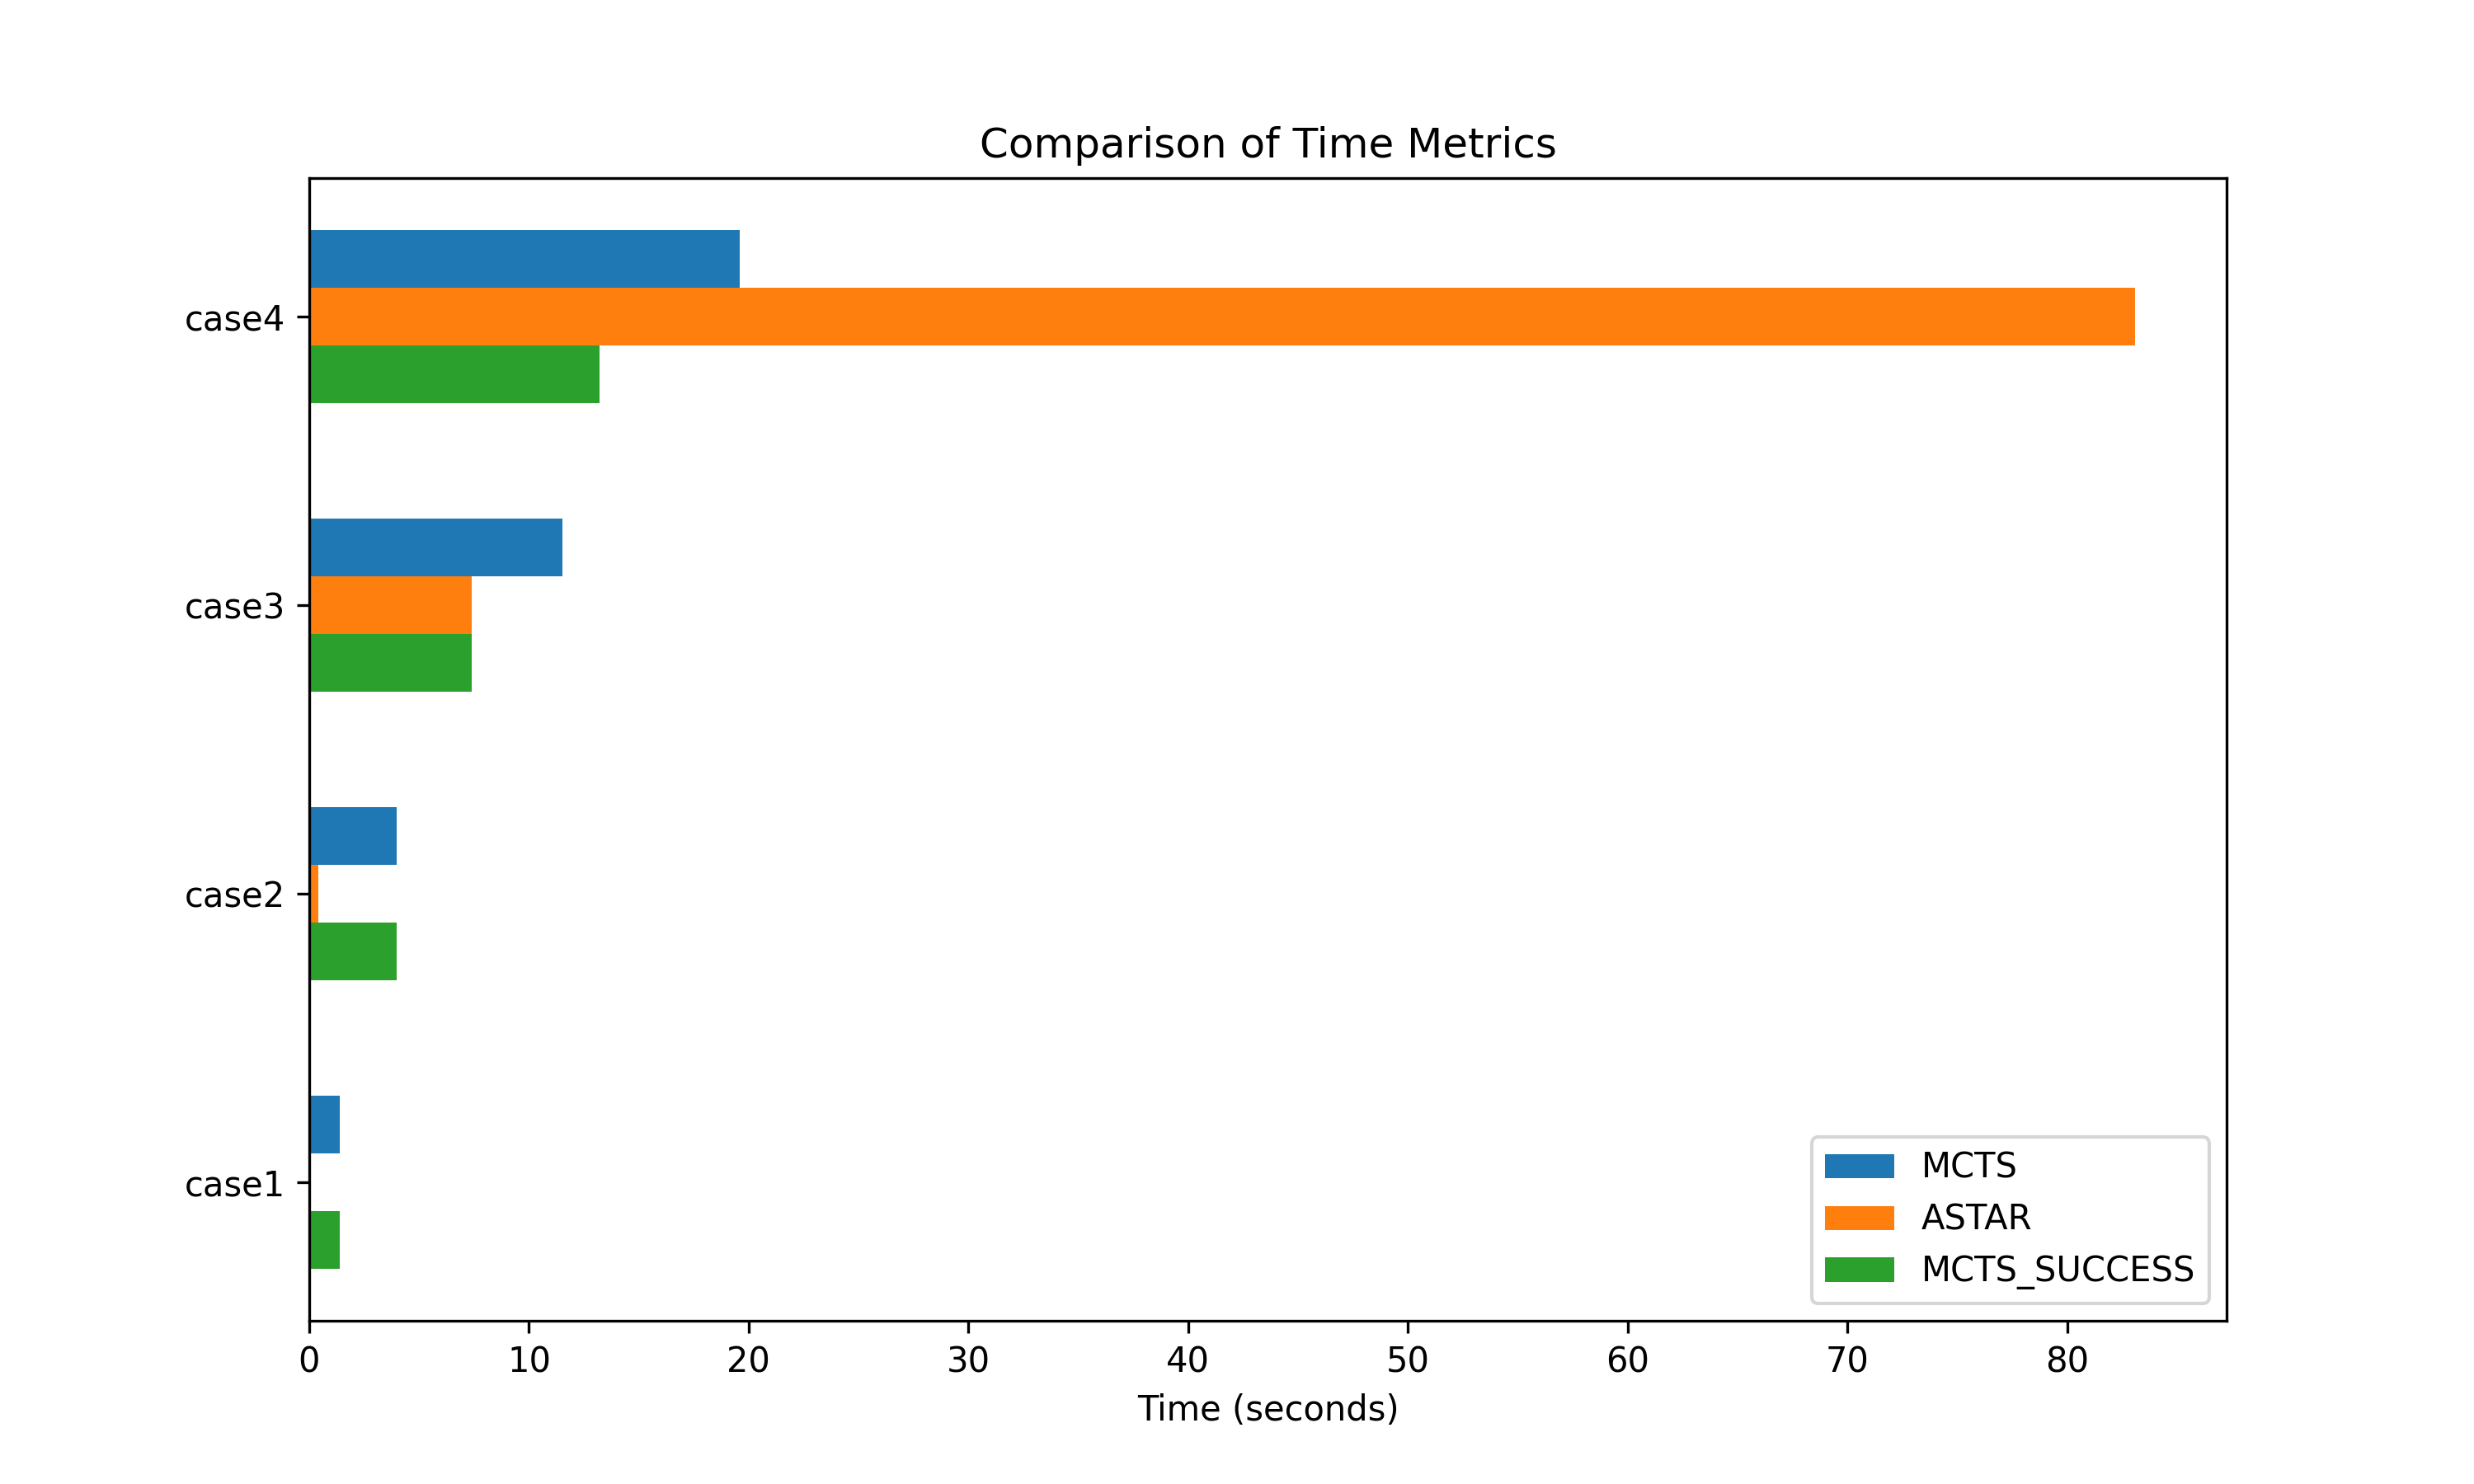 Comparison of Time Metrics
case4
case3
case2
case1
MCTS
ASTAR
MCTS_SUCCESS
0 10 20 30 40 50 60 70 80
Time (seconds)